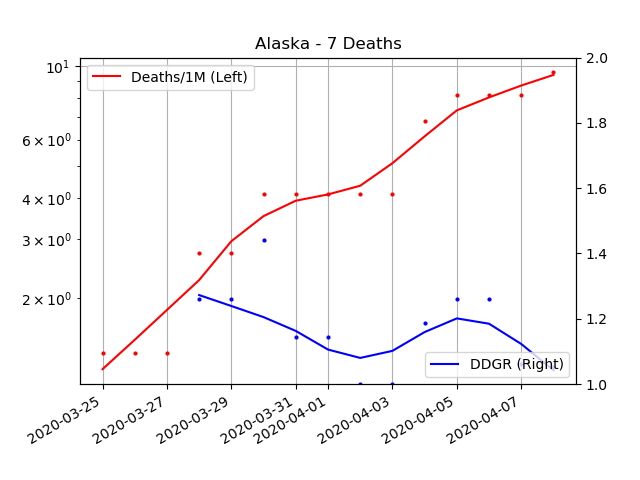 Alaska - 7 Deaths
Deaths/1M (Left)
DDGR (Right)
10¹
6 × 10⁰
4 × 10⁰
3 × 10⁰
2 × 10⁰
2.0
1.8
1.6
1.4
1.2
1.0
2020-03-25
2020-03-27
2020-03-29
2020-03-31
2020-04-01
2020-04-03
2020-04-05
2020-04-07